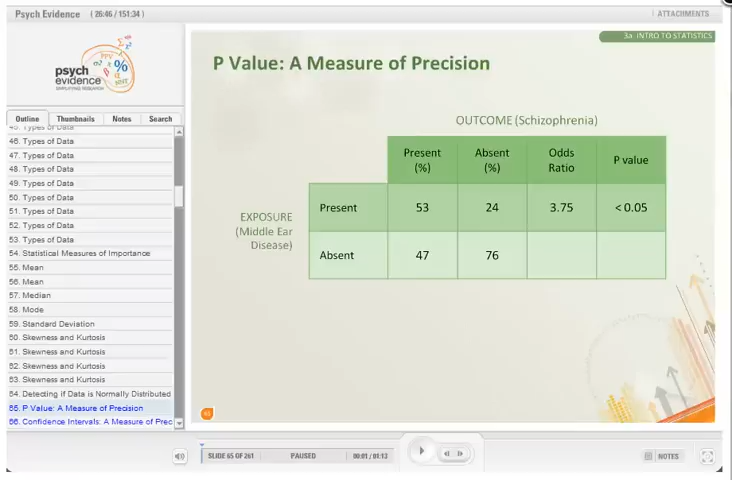 Psych Evidence ( 26:46 / 151:34 )
ATTACHMENTS
psych
evidence
SIMPLIFYING RESEARCH
%
Outline Thumbnails Notes Search
45. Types of Data
46. Types of Data
47. Types of Data
48. Types of Data
49. Types of Data
50. Types of Data
51. Types of Data
52. Types of Data
53. Types of Data
54. Statistical Measures of Importance
55. Mean
56. Mean
57. Median
58. Mode
59. Standard Deviation
60. Skewness and Kurtosis
61. Skewness and Kurtosis
62. Skewness and Kurtosis
63. Skewness and Kurtosis
64. Detecting if Data is Normally Distributed
65. P Value: A Measure of Precision
66. Confidence Intervals: A Measure of Prec
3a. INTRO TO STATISTICS
P Value: A Measure of Precision
OUTCOME (Schizophrenia)
Present (%) Absent (%) Odds Ratio P value
EXPOSURE (Middle Ear Disease)
Present 53 24 3.75 < 0.05
Absent 47 76
SLIDE 65 OF 261 PAUSED 00:01 / 01:13
NOTES